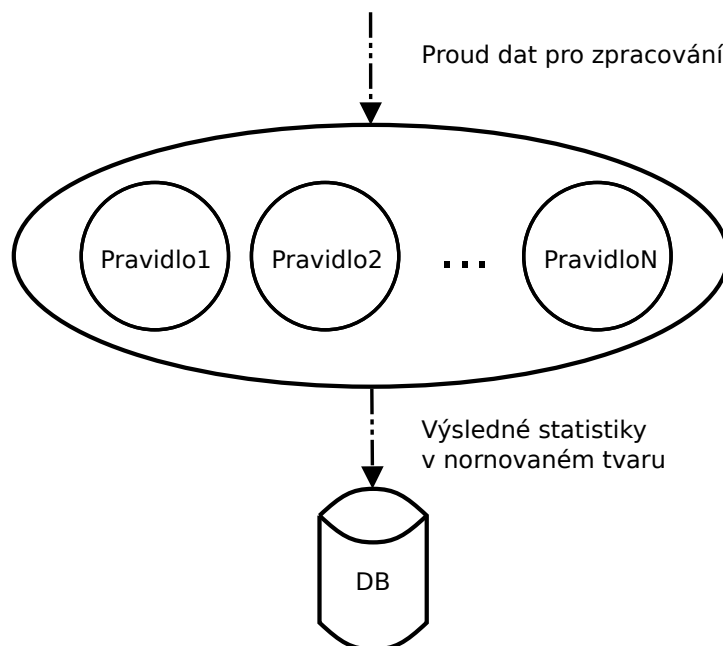 Proud dat pro zpracování
Pravidlo1 Pravidlo2 ... PravidloN
Výsledné statistiky
v nornovaném tvaru
DB